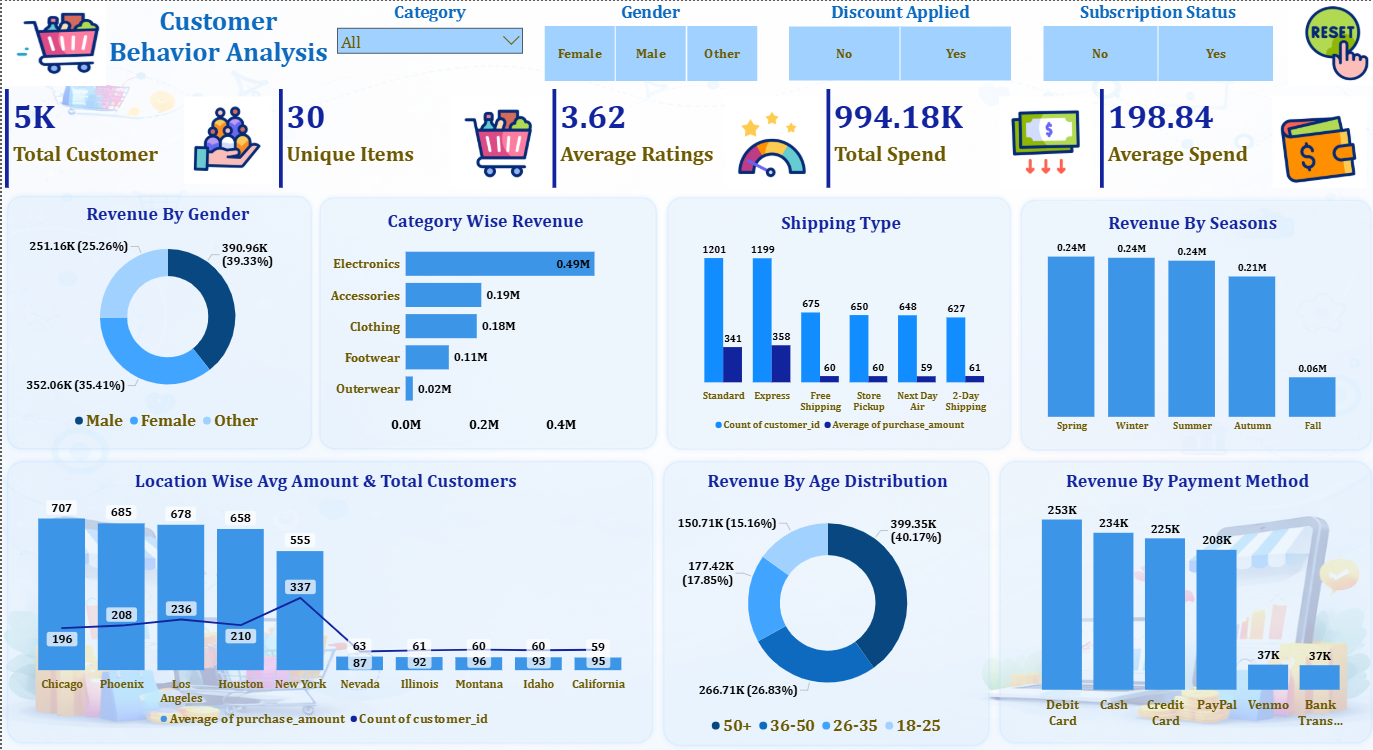 Customer
Behavior Analysis
Category
All
Gender
Female Male Other
Discount Applied
No Yes
Subscription Status
No Yes
RESET
5K
Total Customer
30
Unique Items
3.62
Average Ratings
994.18K
Total Spend
198.84
Average Spend
Revenue By Gender
251.16K (25.26%)
390.96K
(39.33%)
352.06K (35.41%)
Male Female Other
Category Wise Revenue
Electronics 0.49M
Accessories 0.19M
Clothing 0.18M
Footwear 0.11M
Outerwear 0.02M
0.0M 0.2M 0.4M
Shipping Type
1201 1199
675 650 648 627
341 358
60 60 59 61
Standard Express Free Shipping Store Pickup Next Day Air 2-Day Shipping
Count of customer_id Average of purchase_amount
Revenue By Seasons
0.24M 0.24M 0.24M 0.21M 0.06M
Spring Winter Summer Autumn Fall
Location Wise Avg Amount & Total Customers
707 685 678 658 555
196 208 236 210 337
63 61 60 60 59
87 92 96 93 95
Chicago Phoenix Los Angeles Houston New York Nevada Illinois Montana Idaho California
Average of purchase_amount Count of customer_id
Revenue By Age Distribution
150.71K (15.16%)
399.35K
(40.17%)
177.42K
(17.85%)
266.71K (26.83%)
50+ 36-50 26-35 18-25
Revenue By Payment Method
253K 234K 225K 208K 37K 37K
Debit Card Cash Credit Card PayPal Venmo Bank Trans...